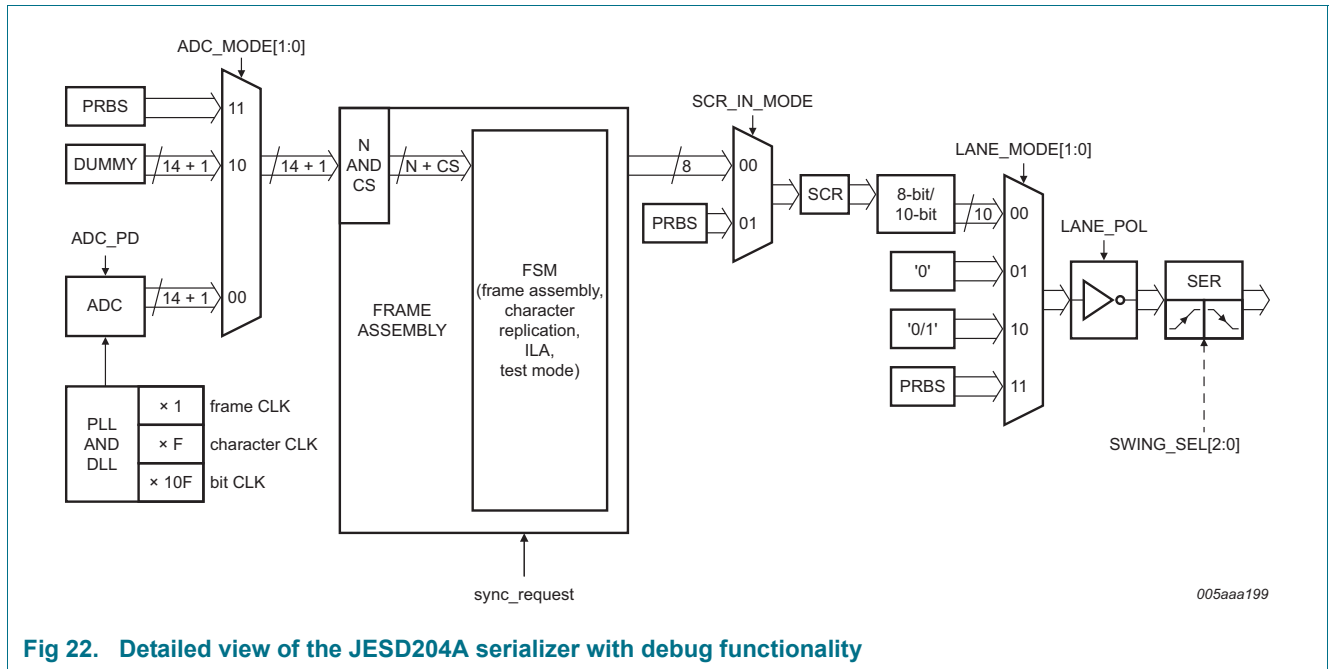 ADC_MODE[1:0]
PRBS
11
DUMMY
14 + 1
10
14 + 1
ADC_PD
ADC
14 + 1
00
PLL
AND
DLL
× 1
frame CLK
× F
character CLK
× 10F
bit CLK
N
AND
CS
N + CS
FRAME
ASSEMBLY
FSM
(frame assembly,
character
replication,
ILA,
test mode)
sync_request
SCR_IN_MODE
8
00
PRBS
01
SCR
8-bit/
10-bit
10
LANE_MODE[1:0]
00
'0'
01
'0/1'
10
PRBS
11
LANE_POL
SER
SWING_SEL[2:0]
005aaa199
Fig 22. Detailed view of the JESD204A serializer with debug functionality